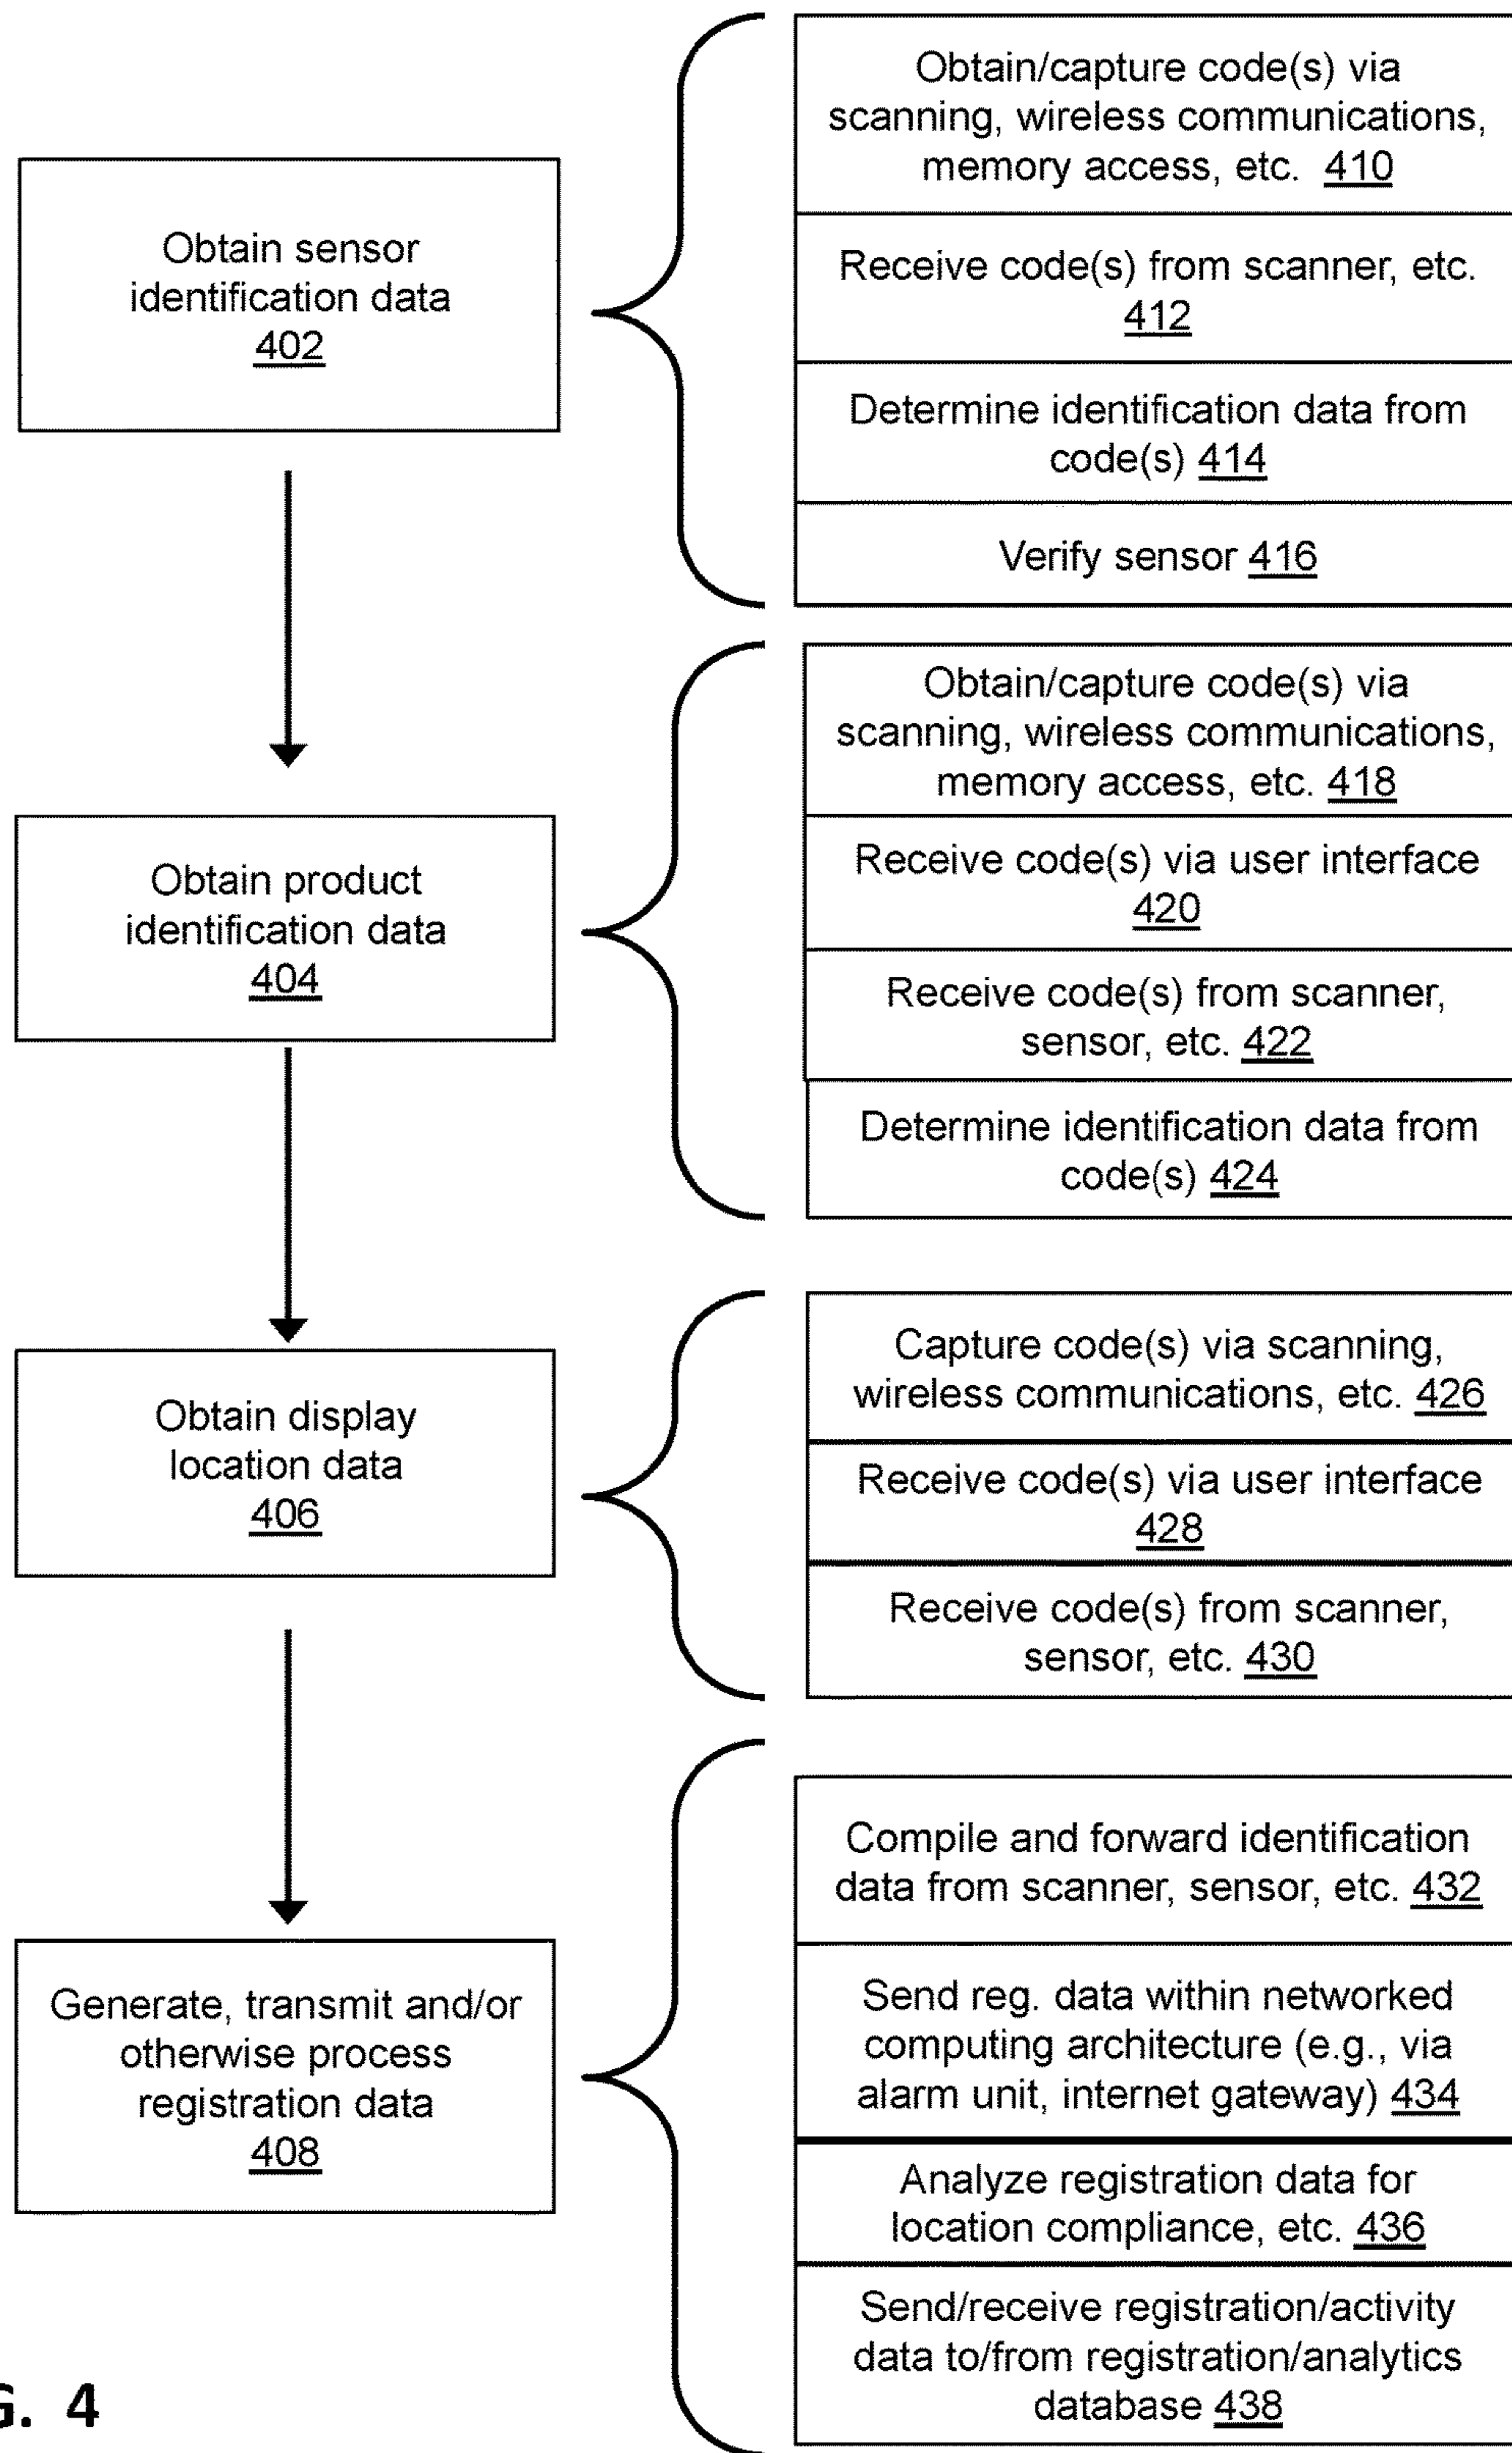 Obtain sensor
identification data
402
Obtain/capture code(s) via
scanning, wireless communications,
memory access, etc. 410
Receive code(s) from scanner, etc.
412
Determine identification data from
code(s) 414
Verify sensor 416
Obtain product
identification data
404
Obtain/capture code(s) via
scanning, wireless communications,
memory access, etc. 418
Receive code(s) via user interface
420
Receive code(s) from scanner,
sensor, etc. 422
Determine identification data from
code(s) 424
Obtain display
location data
406
Capture code(s) via scanning,
wireless communications, etc. 426
Receive code(s) via user interface
428
Receive code(s) from scanner,
sensor, etc. 430
Generate, transmit and/or
otherwise process
registration data
408
Compile and forward identification
data from scanner, sensor, etc. 432
Send reg. data within networked
computing architecture (e.g., via
alarm unit, internet gateway) 434
Analyze registration data for
location compliance, etc. 436
Send/receive registration/activity
data to/from registration/analytics
database 438
G. 4